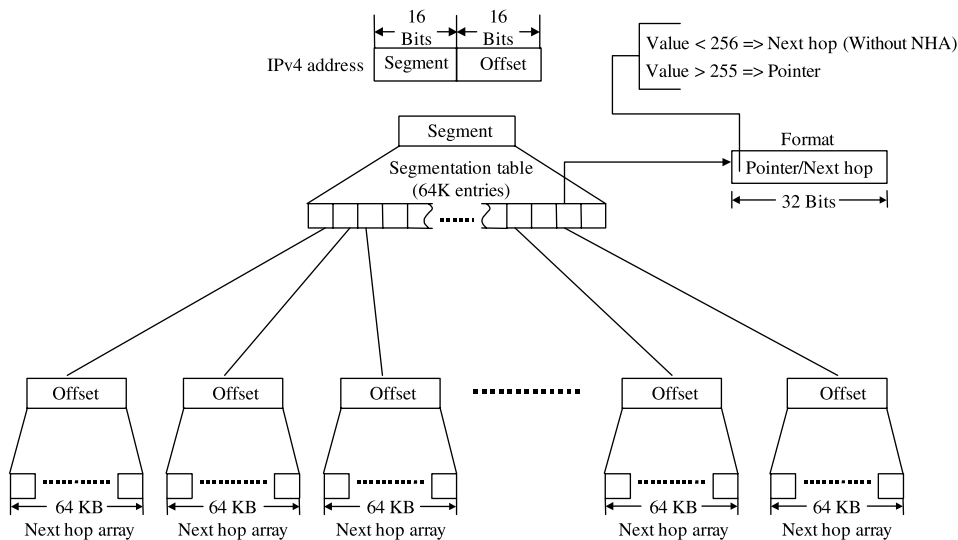 16
Bits
16
Bits
IPv4 address
Segment
Offset
Value < 256 => Next hop (Without NHA)
Value > 255 => Pointer
Segment
Segmentation table
(64K entries)
Format
Pointer/Next hop
32 Bits
Offset
Offset
Offset
Offset
Offset
64 KB
64 KB
64 KB
64 KB
64 KB
Next hop array
Next hop array
Next hop array
Next hop array
Next hop array